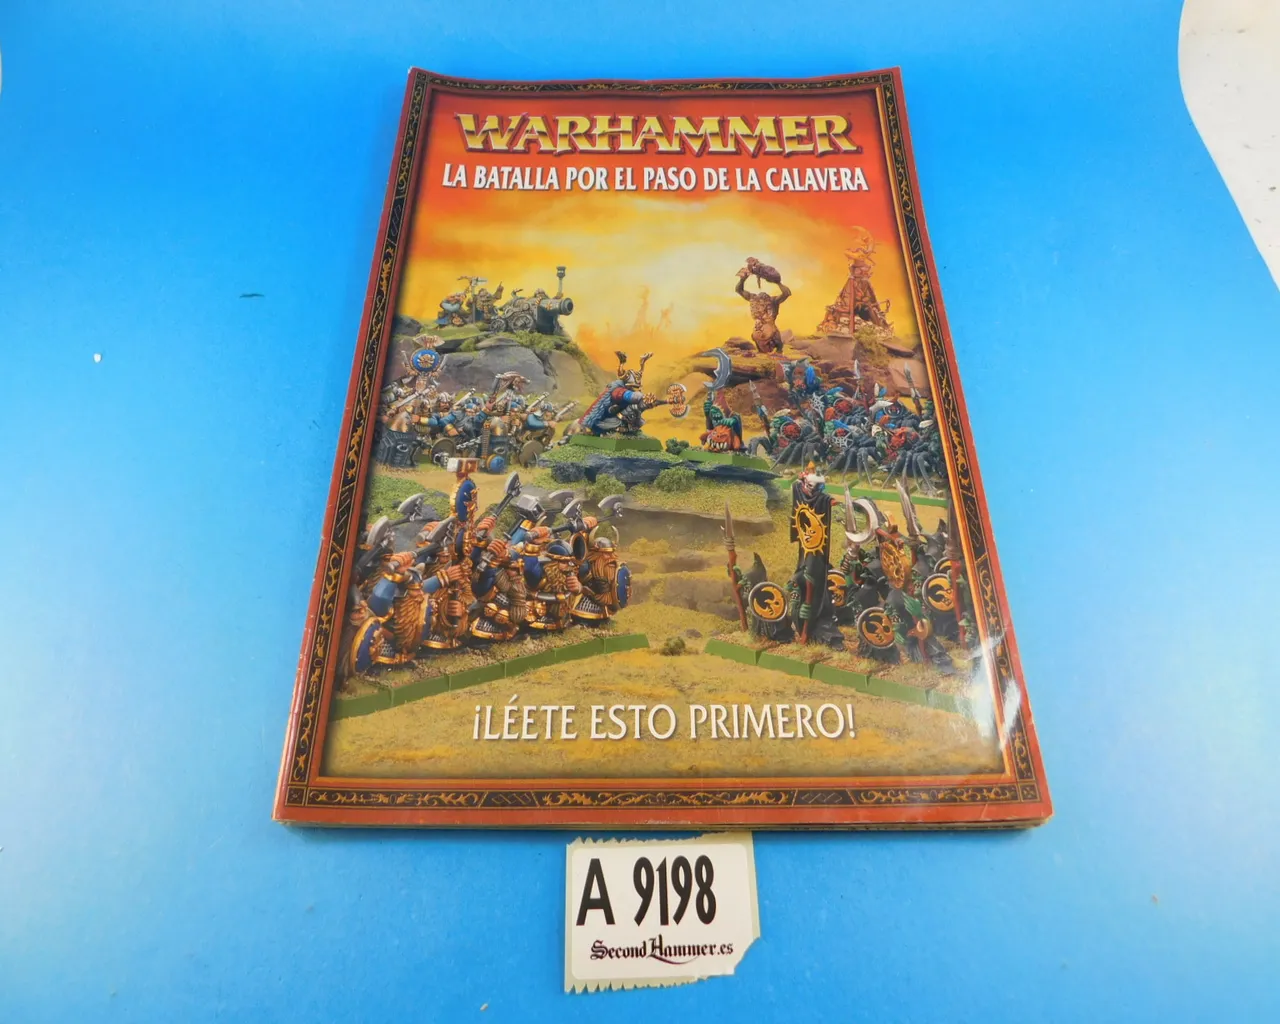 WARHAMMER
LA BATALLA POR EL PASO DE LA CALAVERA
¡LÉETE ESTO PRIMERO!
A 9198
SecondHammer.es